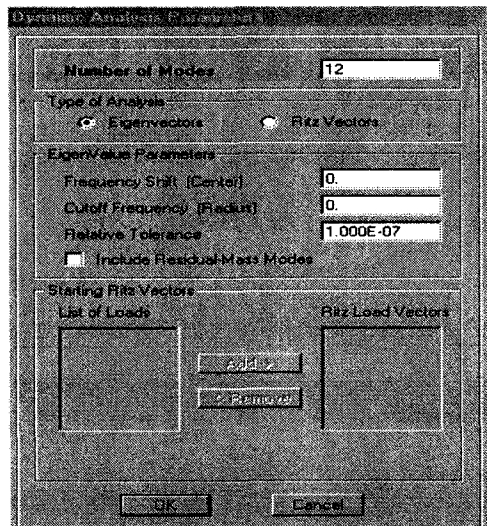 Dynamic Analysis Parameters
Number of Modes 12
Type of Analysis
Eigenvectors Ritz Vectors
EigenValue Parameters
Frequency Shift (Center) 0.
Cutoff Frequency (Radius) 0.
Relative Tolerance 1.000E-07
Include Residual-Mass Modes
Starting Ritz Vectors
List of Loads Ritz Load Vectors
Add ->
<- Remove
OK Cancel